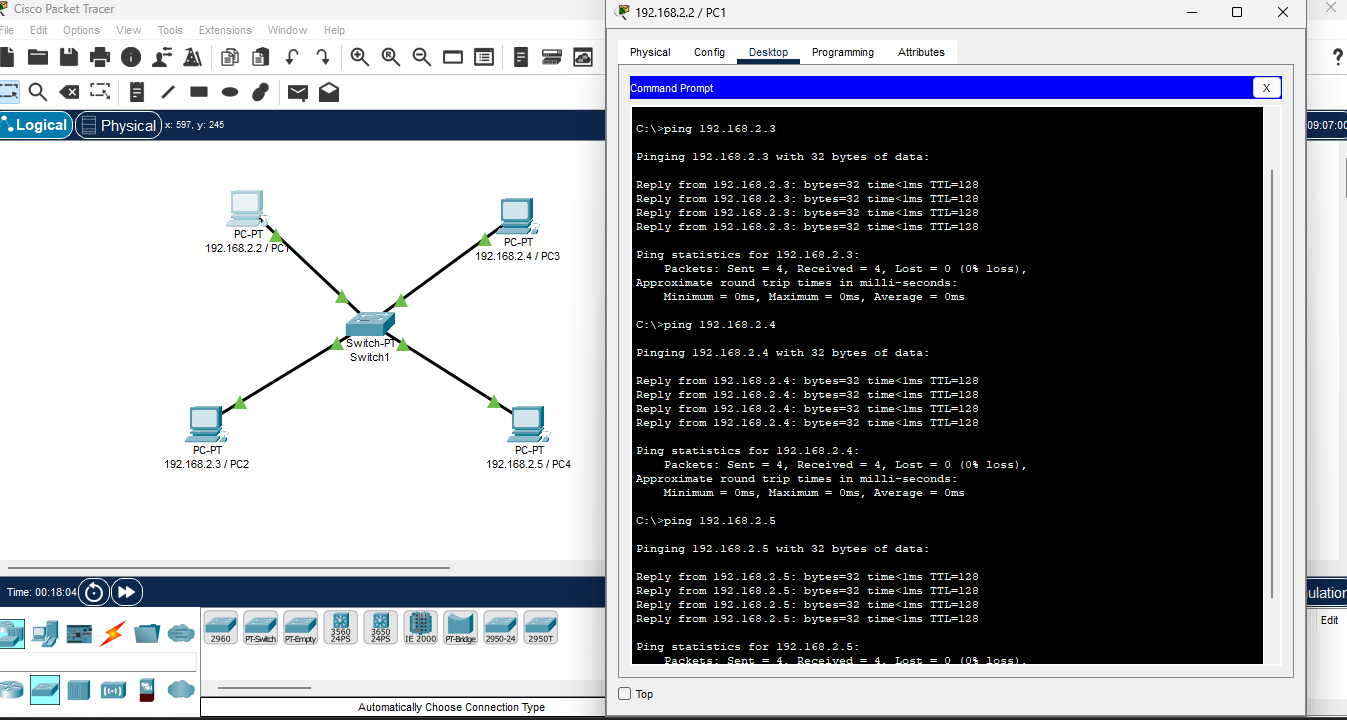 Cisco Packet Tracer
File Edit Options View Tools Extensions Window Help
Logical
Physical
x: 597, y: 245
PC-PT
192.168.2.2 / PC1
PC-PT
192.168.2.4 / PC3
Switch-PT
Switch1
PC-PT
192.168.2.3 / PC2
PC-PT
192.168.2.5 / PC4
Time: 00:18:04
2960
PT-Switch
PT-Empty
3560
24PS
3650
24PS
IE 2000
PT-Bridge
2950-24
2950T
Automatically Choose Connection Type
192.168.2.2 / PC1
Physical Config Desktop Programming Attributes
Command Prompt
X
C:\>ping 192.168.2.3
Pinging 192.168.2.3 with 32 bytes of data:
Reply from 192.168.2.3: bytes=32 time<1ms TTL=128
Reply from 192.168.2.3: bytes=32 time<1ms TTL=128
Reply from 192.168.2.3: bytes=32 time<1ms TTL=128
Reply from 192.168.2.3: bytes=32 time<1ms TTL=128
Ping statistics for 192.168.2.3:
Packets: Sent = 4, Received = 4, Lost = 0 (0% loss),
Approximate round trip times in milli-seconds:
Minimum = 0ms, Maximum = 0ms, Average = 0ms
C:\>ping 192.168.2.4
Pinging 192.168.2.4 with 32 bytes of data:
Reply from 192.168.2.4: bytes=32 time<1ms TTL=128
Reply from 192.168.2.4: bytes=32 time<1ms TTL=128
Reply from 192.168.2.4: bytes=32 time<1ms TTL=128
Reply from 192.168.2.4: bytes=32 time<1ms TTL=128
Ping statistics for 192.168.2.4:
Packets: Sent = 4, Received = 4, Lost = 0 (0% loss),
Approximate round trip times in milli-seconds:
Minimum = 0ms, Maximum = 0ms, Average = 0ms
C:\>ping 192.168.2.5
Pinging 192.168.2.5 with 32 bytes of data:
Reply from 192.168.2.5: bytes=32 time<1ms TTL=128
Reply from 192.168.2.5: bytes=32 time<1ms TTL=128
Reply from 192.168.2.5: bytes=32 time<1ms TTL=128
Reply from 192.168.2.5: bytes=32 time<1ms TTL=128
Ping statistics for 192.168.2.5:
Packets: Sent = 4, Received = 4, Lost = 0 (0% loss),
Top
?
09:07:00
ulation
Edit